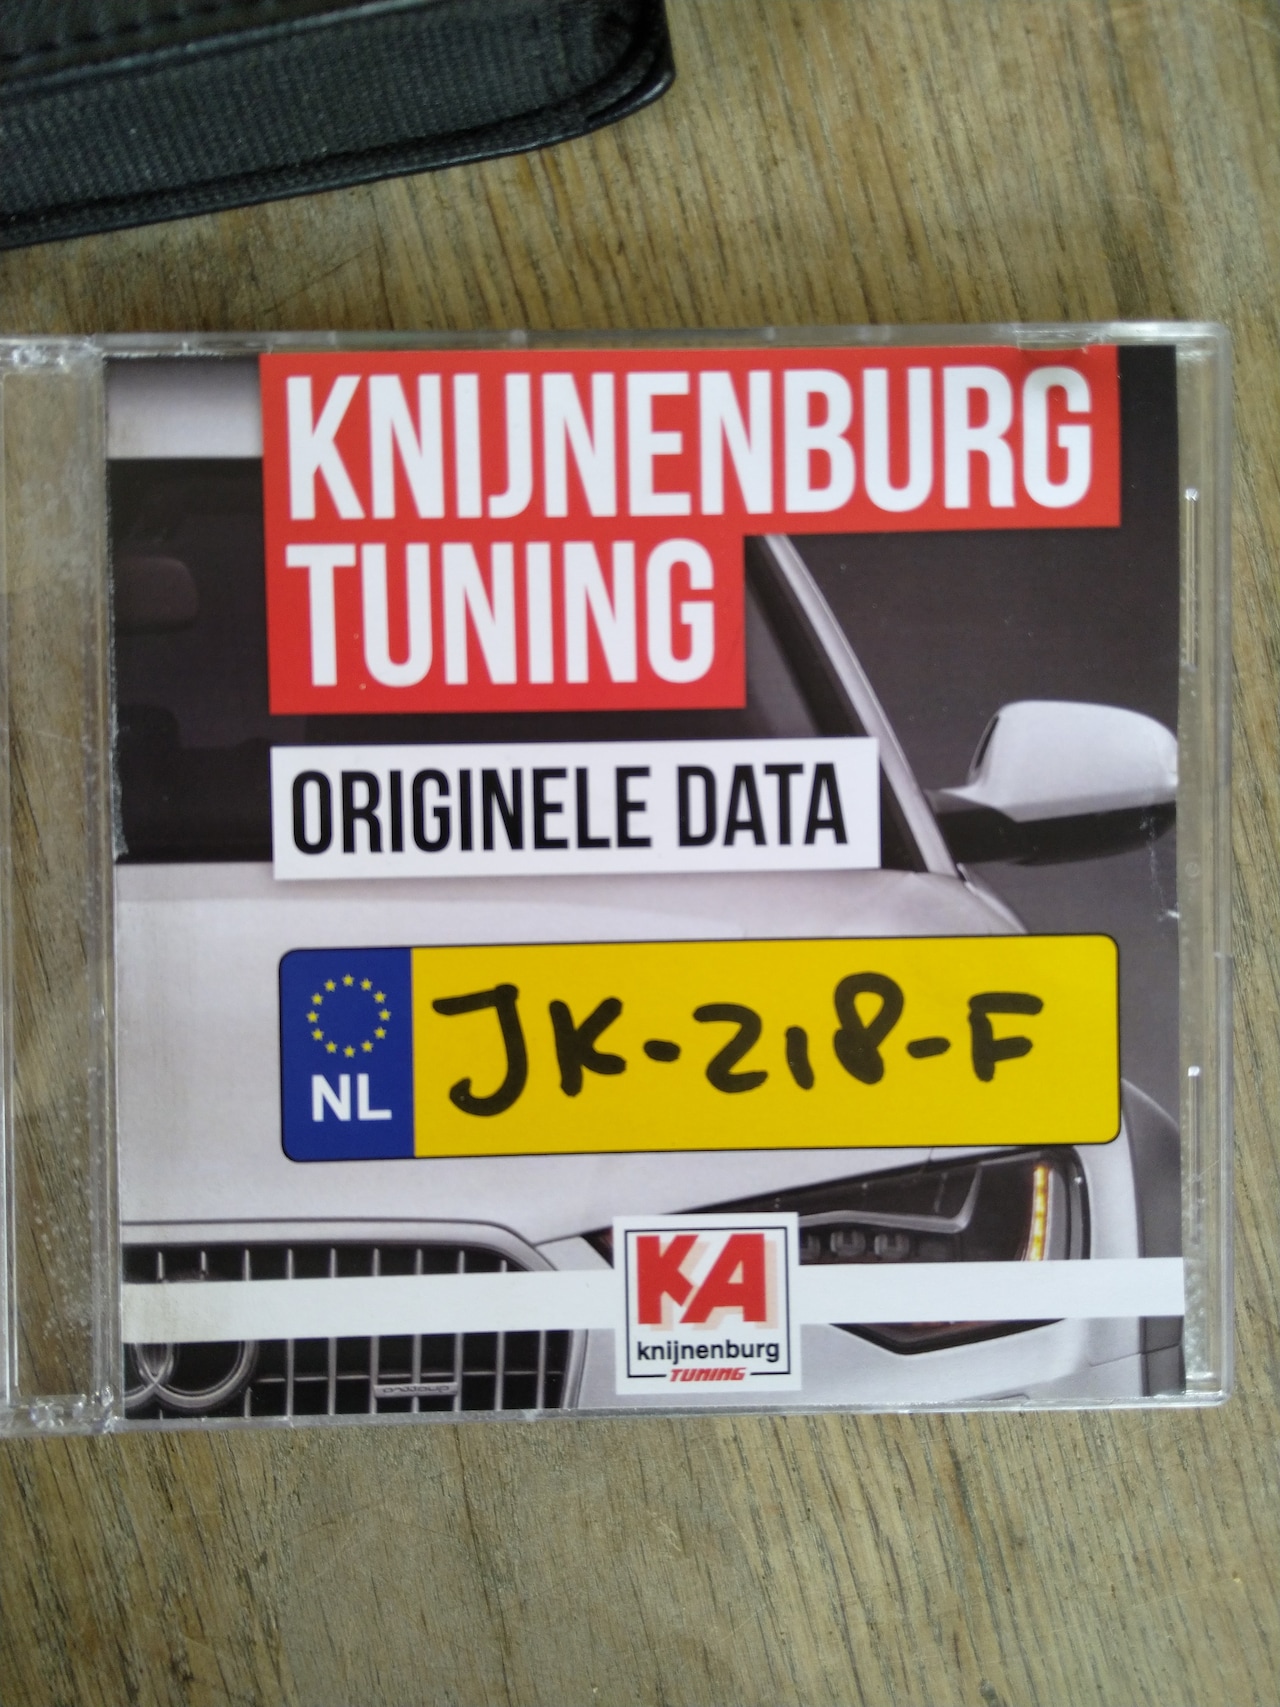 KNIJNENBURG
TUNING
ORIGINELE DATA
NL
JK-218-F
KA
knijnenburg
TUNING